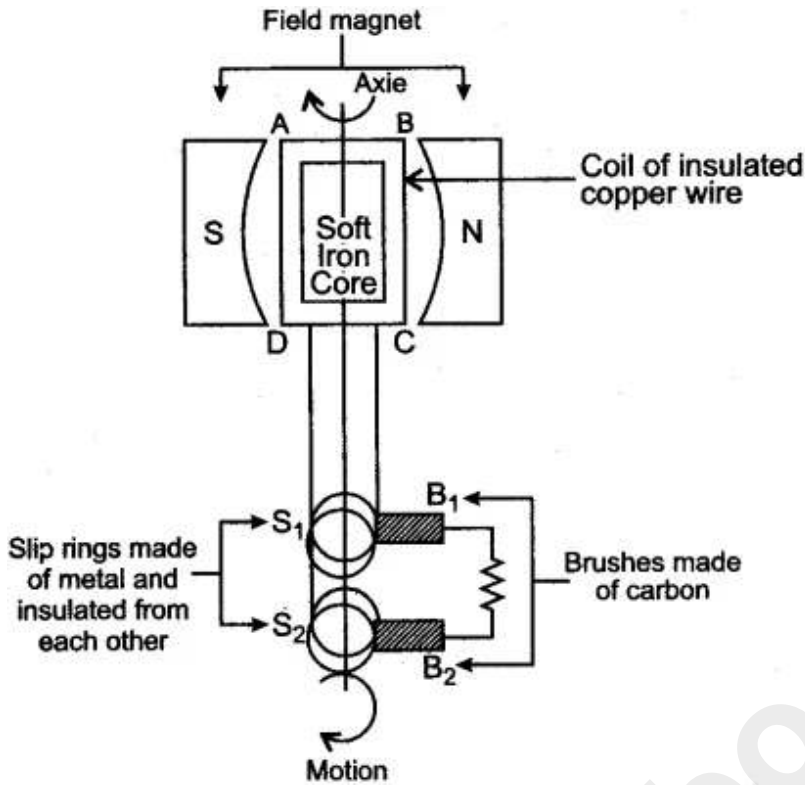 Field magnet
Axie
A B
Coil of insulated
copper wire
S
Soft
Iron
Core
N
D C
S1
B1
Slip rings made
of metal and
insulated from
each other
Brushes made
of carbon
S2
B2
Motion